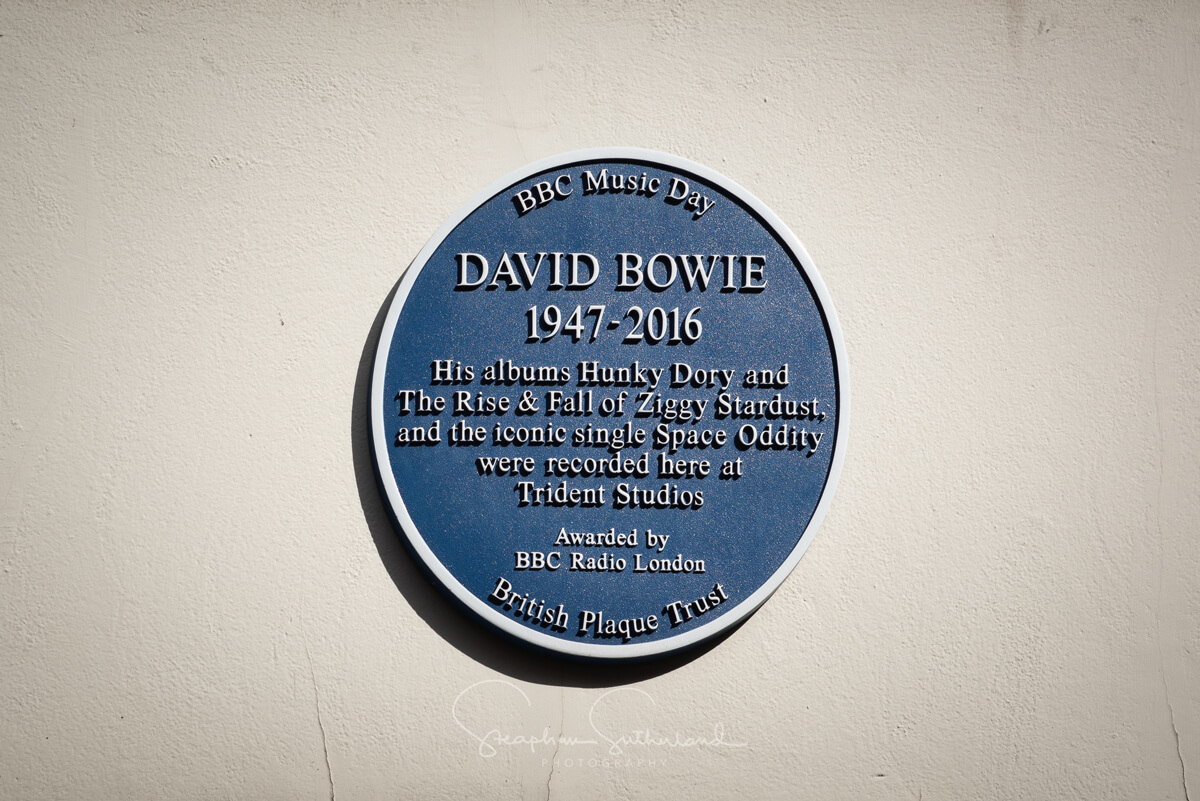 BBC Music Day
DAVID BOWIE
1947-2016
His albums Hunky Dory and
The Rise & Fall of Ziggy Stardust,
and the iconic single Space Oddity
were recorded here at
Trident Studios
Awarded by
BBC Radio London
British Plaque Trust
Sutherland
PHOTOGRAPHY